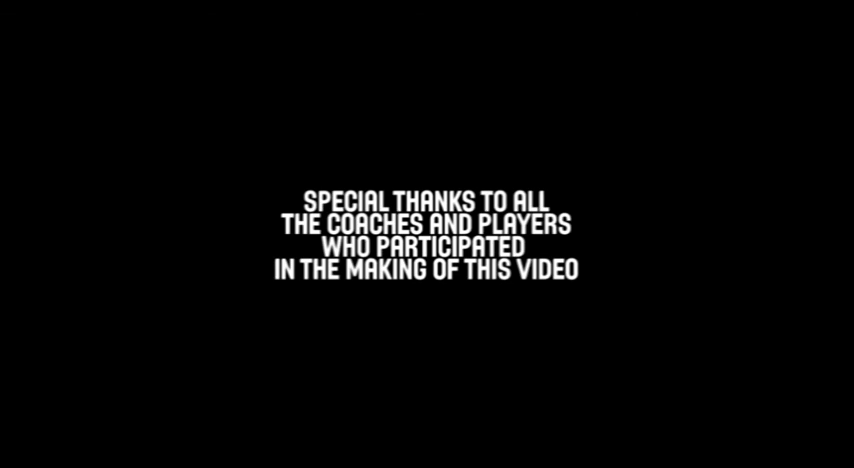 SPECIAL THANKS TO ALL
THE COACHES AND PLAYERS
WHO PARTICIPATED
IN THE MAKING OF THIS VIDEO